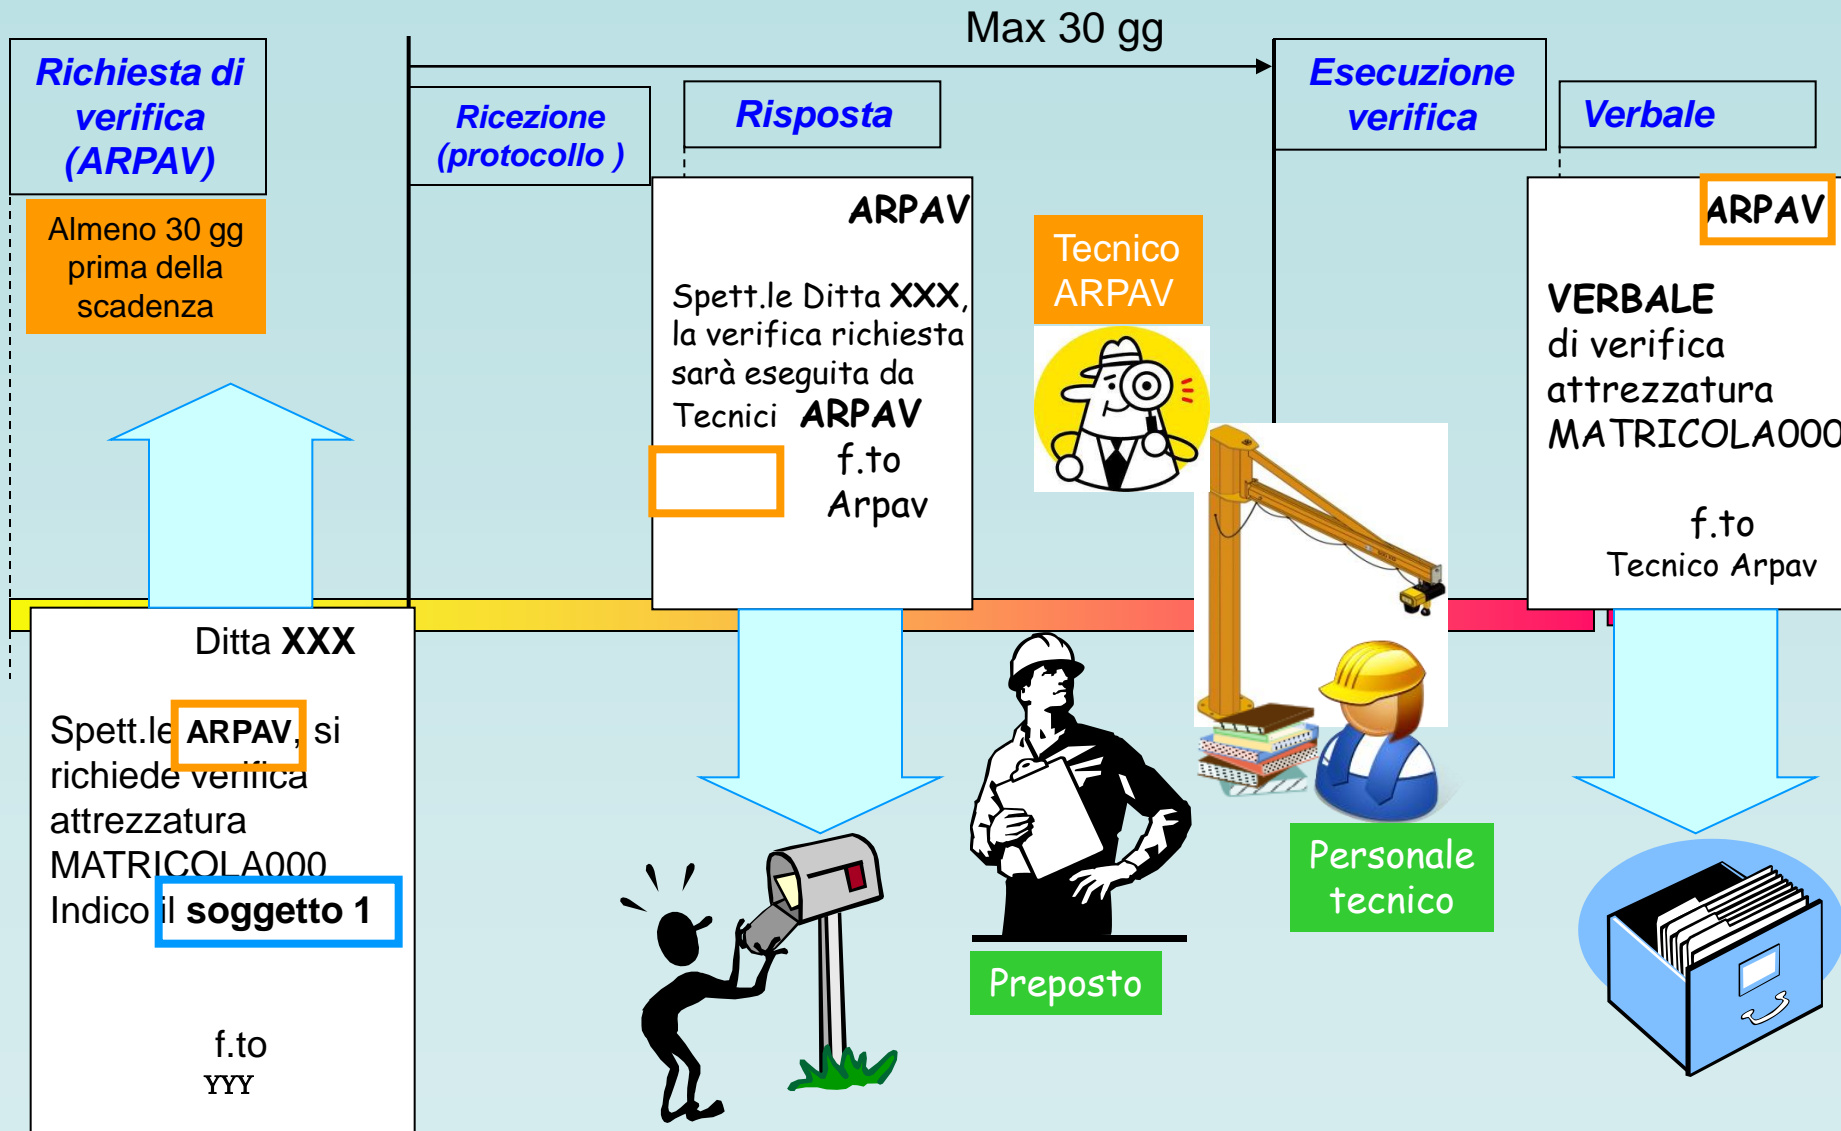 Max 30 gg
Richiesta di
verifica
(ARPAV)
Ricezione
(protocollo )
Risposta
Esecuzione
verifica
Verbale
Almeno 30 gg
prima della
scadenza
ARPAV
Spett.le Ditta XXX,
la verifica richiesta
sarà eseguita da
Tecnici ARPAV
f.to
Arpav
Tecnico
ARPAV
ARPAV
VERBALE
di verifica
attrezzatura
MATRICOLA000
f.to
Tecnico Arpav
Ditta XXX
Spett.le ARPAV, si
richiede verifica
attrezzatura
MATRICOLA000
Indico il soggetto 1
f.to
YYY
Preposto
Personale
tecnico